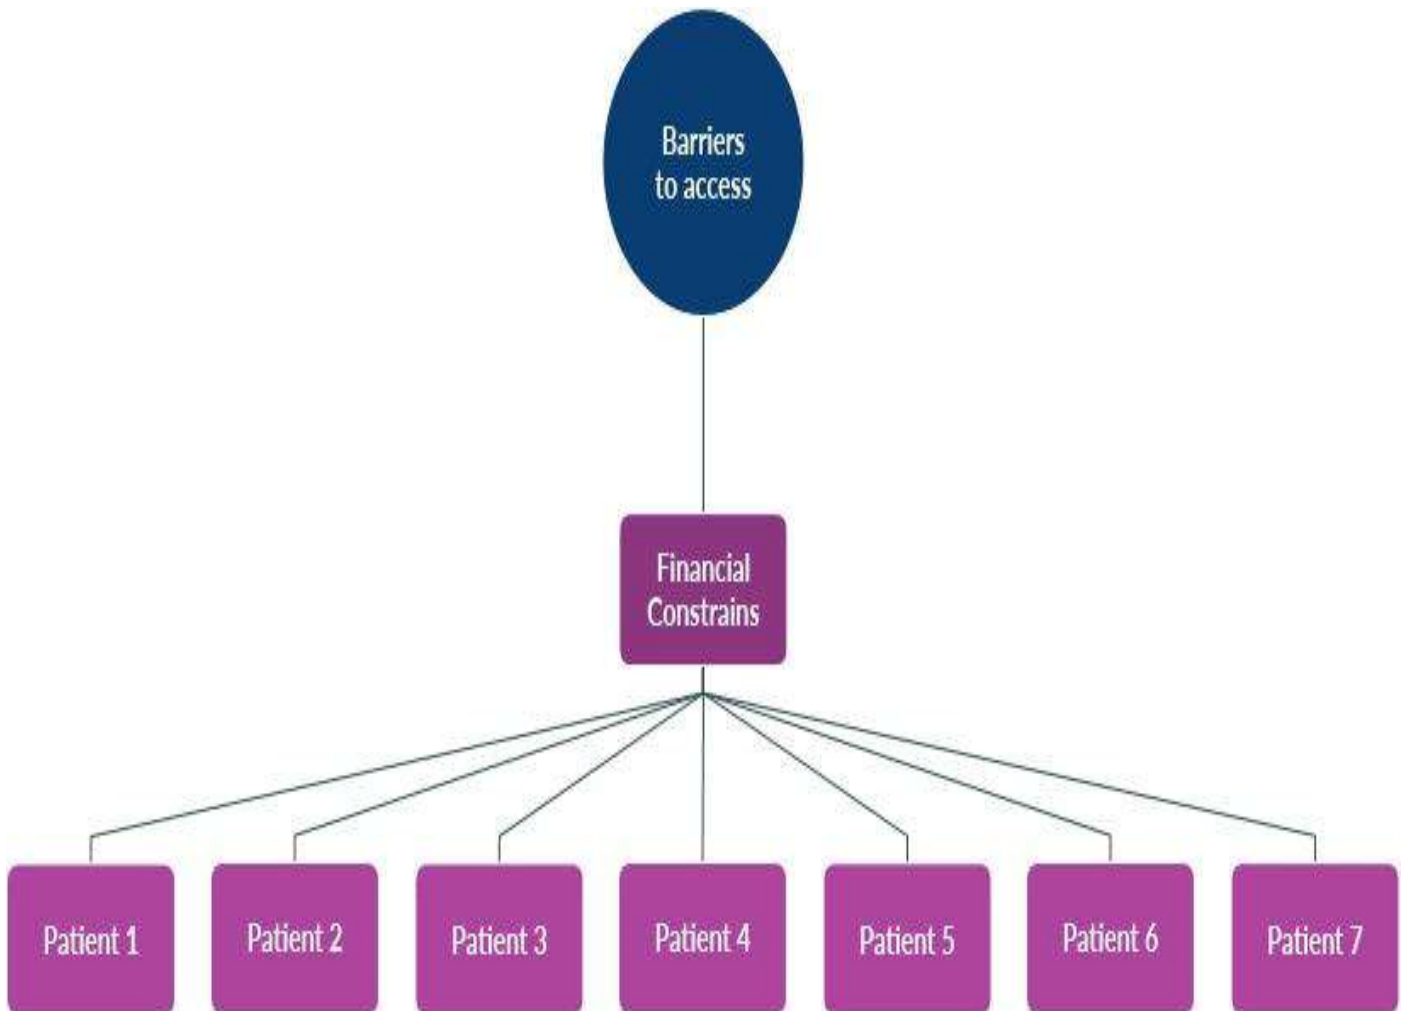 Barriers
to access
Financial
Constrains
Patient 1
Patient 2
Patient 3
Patient 4
Patient 5
Patient 6
Patient 7